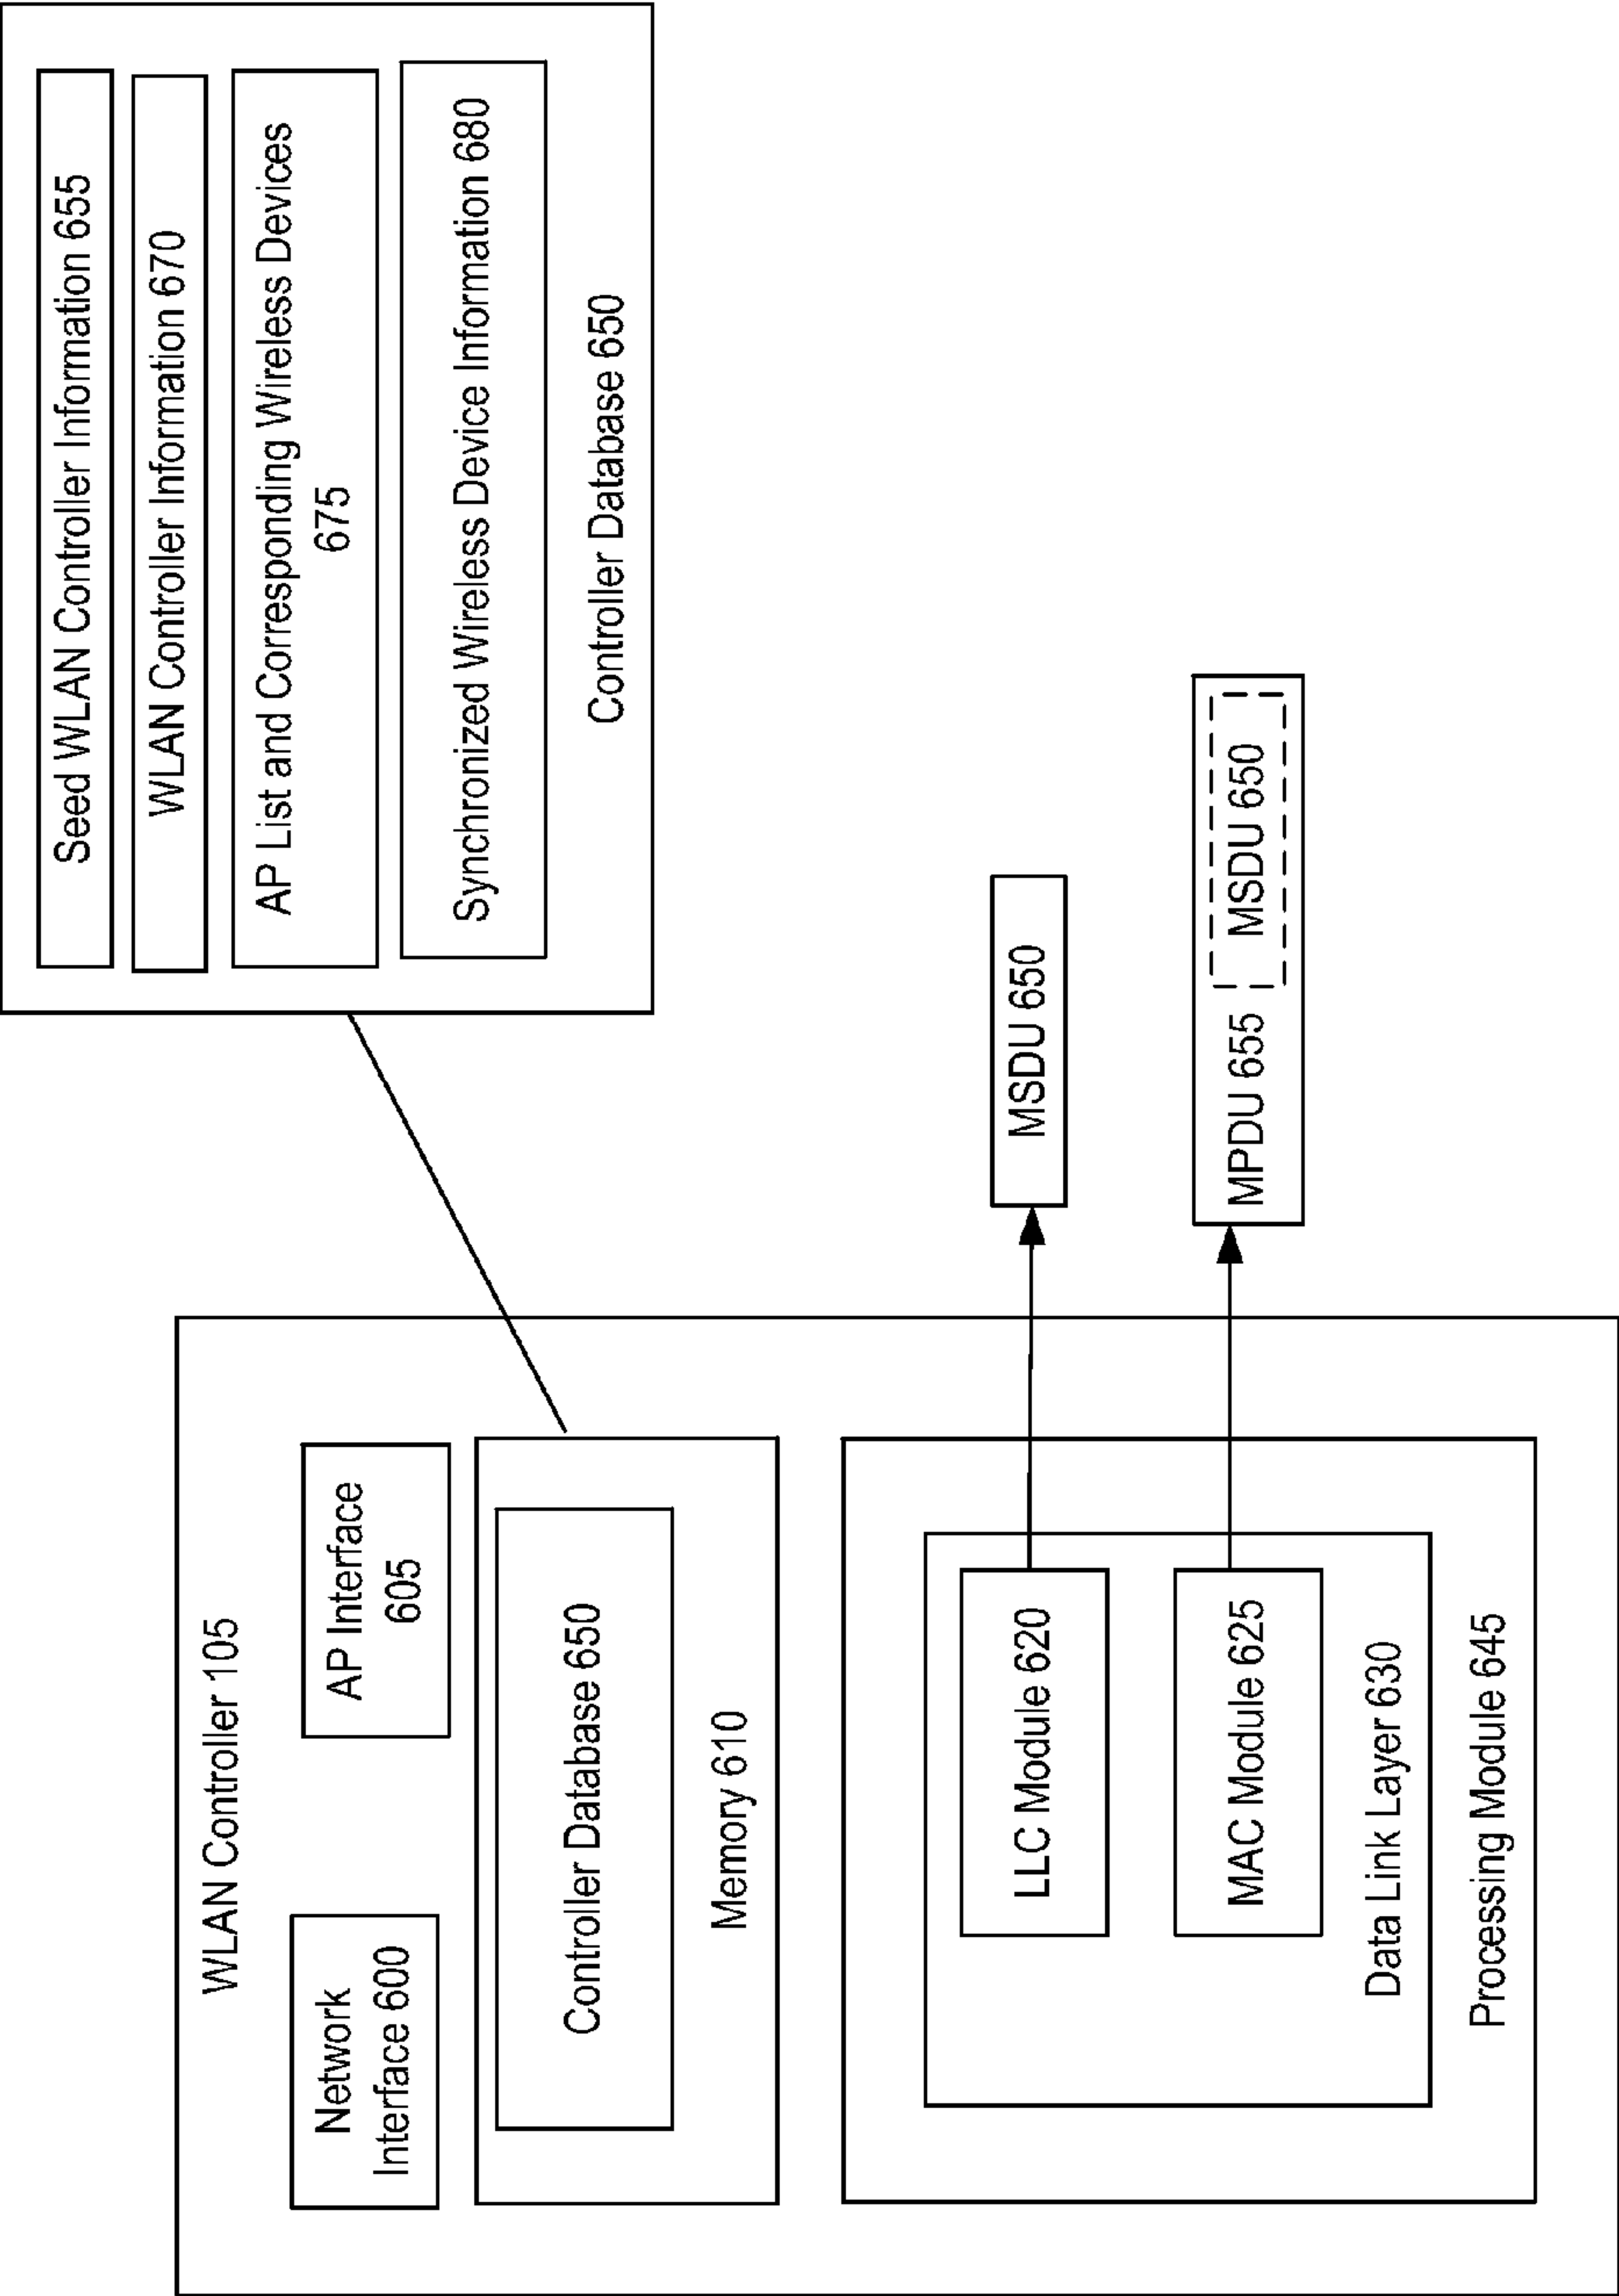 WLAN Controller 105
Network
Interface 600
AP Interface
605
Controller Database 650
Memory 610
LLC Module 620
MAC Module 625
Data Link Layer 630
Processing Module 645
Seed WLAN Controller Information 655
WLAN Controller Information 670
AP List and Corresponding Wireless Devices
675
Synchronized Wireless Device Information 680
Controller Database 650
MSDU 650
MPDU 655
MSDU 650